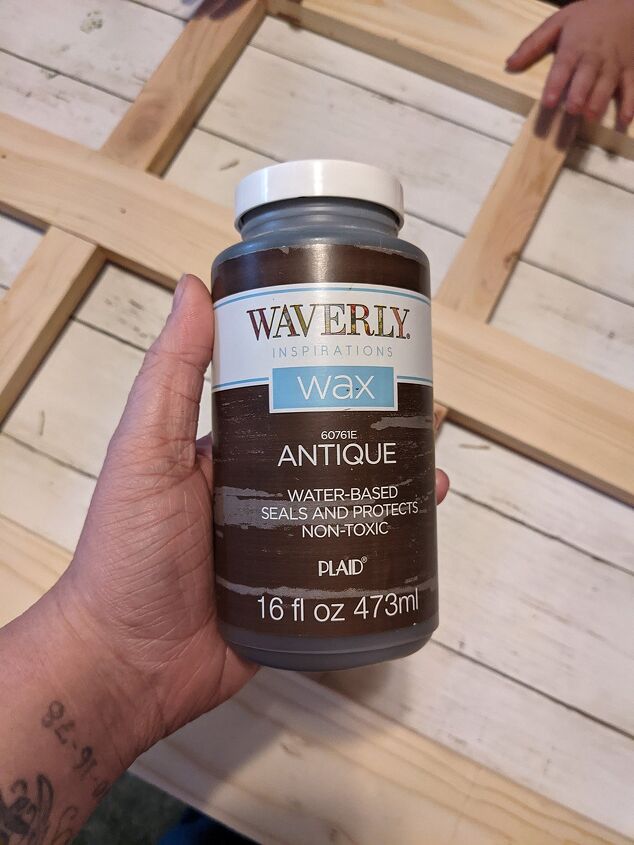 WAVERLY®
INSPIRATIONS
wax
60761E
ANTIQUE
WATER-BASED
SEALS AND PROTECTS
NON-TOXIC
PLAID®
16 fl oz 473ml